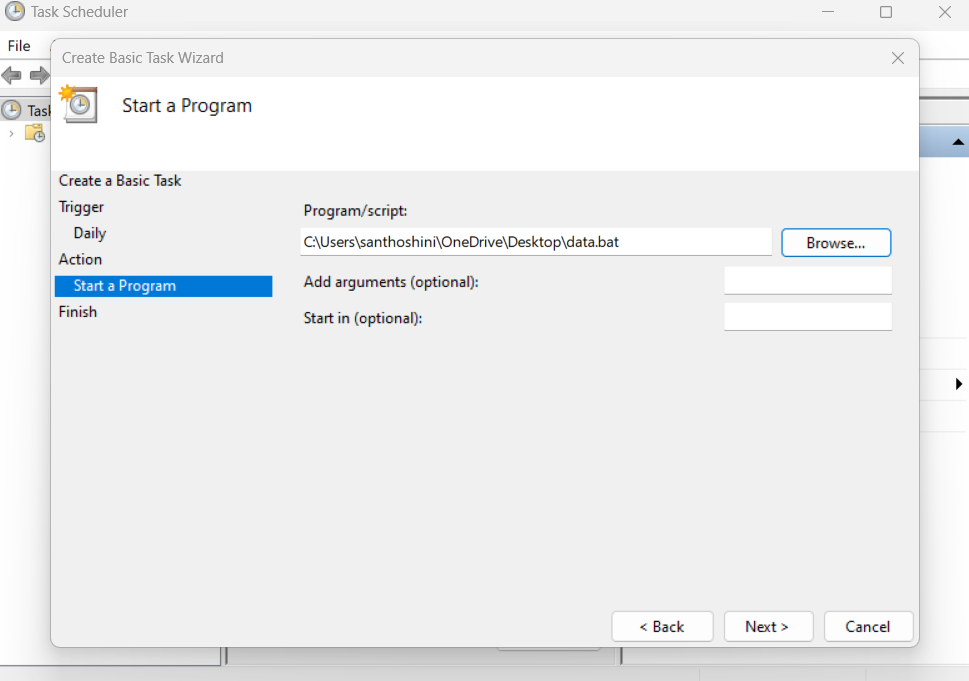 Task Scheduler
File
Create Basic Task Wizard
Start a Program
Task
Create a Basic Task
Trigger
Daily
Action
Start a Program
Finish
Program/script:
C:\Users\santhoshini\OneDrive\Desktop\data.bat
Browse...
Add arguments (optional):
Start in (optional):
< Back
Next >
Cancel